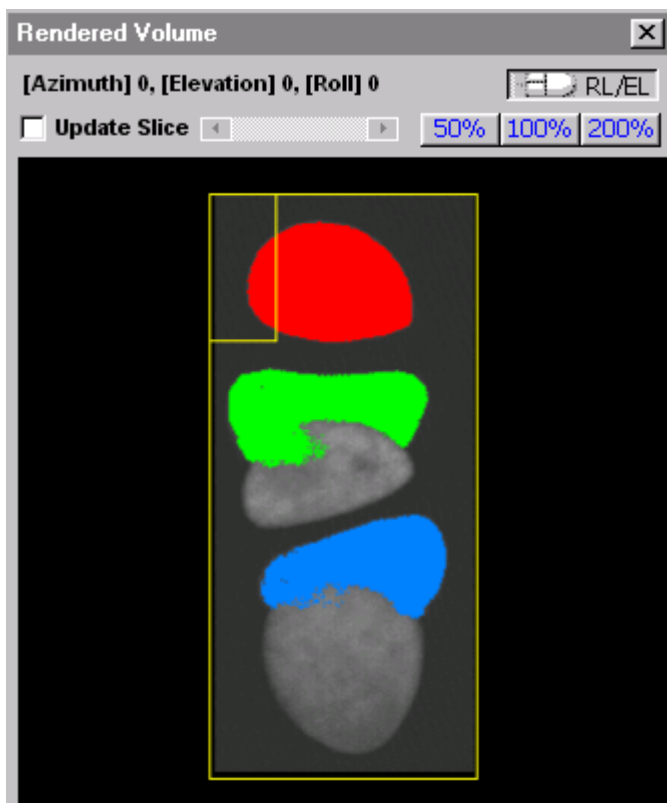 Rendered Volume
[Azimuth] 0, [Elevation] 0, [Roll] 0
RL/EL
Update Slice
50% 100% 200%